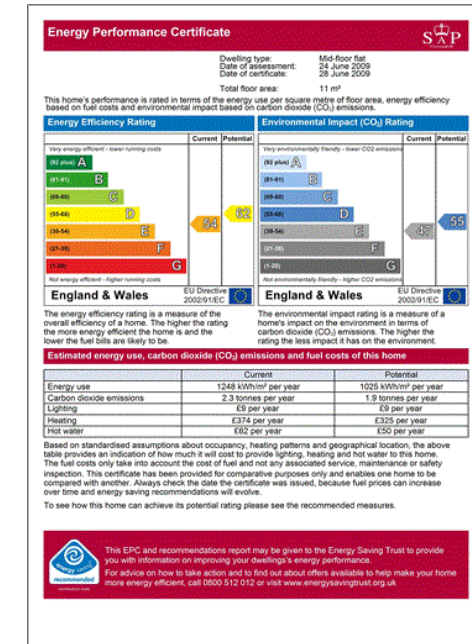 Energy Performance Certificate
SAP
Dwelling type: Mid-floor flat
Date of assessment: 24 June 2009
Date of certificate: 28 June 2009
Total floor area: 11 m²
This home's performance is rated in terms of the energy use per square metre of floor area, energy efficiency
based on fuel costs and environmental impact based on carbon dioxide (CO₂) emissions.
Energy Efficiency Rating
Current Potential
Very energy efficient - lower running costs
(92 plus) A
(81-91) B
(69-80) C
(55-68) D
(39-54) E
(21-38) F
(1-20) G
54
62
Not energy efficient - higher running costs
England & Wales
EU Directive
2002/91/EC
Environmental Impact (CO₂) Rating
Current Potential
Very environmentally friendly - lower CO2 emissions
(92 plus) A
(81-91) B
(69-80) C
(55-68) D
(39-54) E
(21-38) F
(1-20) G
47
55
Not environmentally friendly - higher CO2 emissions
England & Wales
EU Directive
2002/91/EC
The energy efficiency rating is a measure of the
overall efficiency of a home. The higher the rating
the more energy efficient the home is and the
lower the fuel bills are likely to be.
The environmental impact rating is a measure of a
home's impact on the environment in terms of
carbon dioxide (CO₂) emissions. The higher the
rating the less impact it has on the environment.
Estimated energy use, carbon dioxide (CO₂) emissions and fuel costs of this home
Current Potential
Energy use 1248 kWh/m² per year 1025 kWh/m² per year
Carbon dioxide emissions 2.3 tonnes per year 1.9 tonnes per year
Lighting £9 per year £9 per year
Heating £374 per year £325 per year
Hot water £82 per year £50 per year
Based on standardised assumptions about occupancy, heating patterns and geographical location, the above
table provides an indication of how much it will cost to provide lighting, heating and hot water to this home.
The fuel costs only take into account the cost of fuel and not any associated service, maintenance or safety
inspection. This certificate has been provided for comparative purposes only and enables one home to be
compared with another. Always check the date the certificate was issued, because fuel prices can increase
over time and energy saving recommendations will evolve.
To see how this home can achieve its potential rating please see the recommended measures.
energy saving
recommended
This EPC and recommendations report may be given to the Energy Saving Trust to provide
you with information on improving your dwellings's energy performance.
For advice on how to take action and to find out about offers available to help make your home
more energy efficient, call 0800 512 012 or visit www.energysavingtrust.org.uk